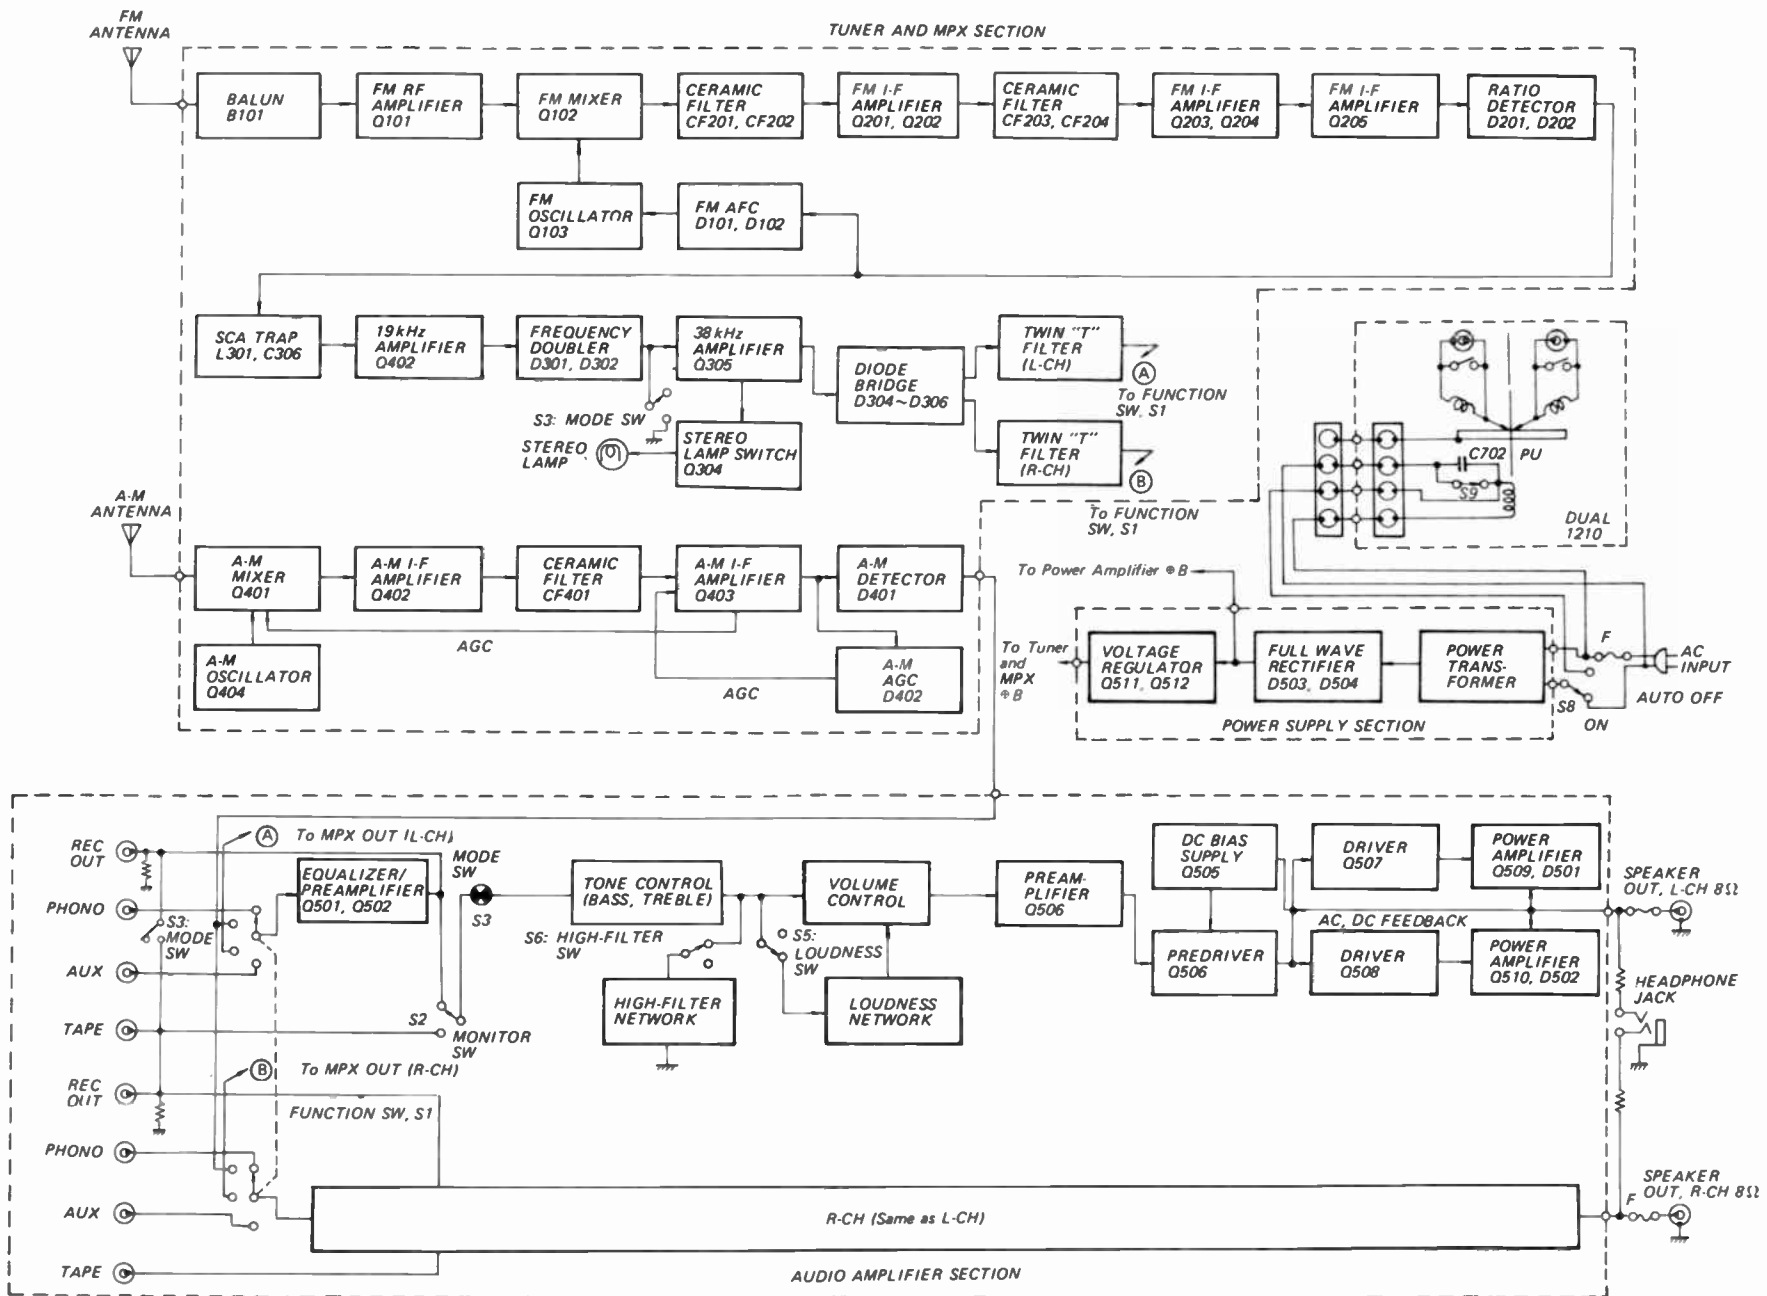 FM
ANTENNA
TUNER AND MPX SECTION
BALUN
B101
FM RF
AMPLIFIER
Q101
FM MIXER
Q102
CERAMIC
FILTER
CF201, CF202
FM I-F
AMPLIFIER
Q201, Q202
CERAMIC
FILTER
CF203, CF204
FM I-F
AMPLIFIER
Q203, Q204
FM I-F
AMPLIFIER
Q205
RATIO
DETECTOR
D201, D202
FM
OSCILLATOR
Q103
FM AFC
D101, D102
SCA TRAP
L301, C306
19 kHz
AMPLIFIER
Q402
FREQUENCY
DOUBLER
D301, D302
38 kHz
AMPLIFIER
Q305
DIODE
BRIDGE
D304~D306
TWIN "T"
FILTER
(L-CH)
A
To FUNCTION
SW, S1
S3: MODE SW
STEREO
LAMP
STEREO
LAMP SWITCH
Q304
TWIN "T"
FILTER
(R-CH)
B
To FUNCTION
SW, S1
C702
PU
S9
DUAL
1210
A-M
ANTENNA
A-M
MIXER
Q401
A-M I-F
AMPLIFIER
Q402
CERAMIC
FILTER
CF401
A-M I-F
AMPLIFIER
Q403
A-M
DETECTOR
D401
AGC
A-M
OSCILLATOR
Q404
AGC
A-M
AGC
D402
To Power Amplifier ⊕B
To Tuner
and
MPX
⊕B
VOLTAGE
REGULATOR
Q511, Q512
FULL WAVE
RECTIFIER
D503, D504
POWER
TRANS-
FORMER
F
AC
INPUT
S8
AUTO OFF
ON
POWER SUPPLY SECTION
REC
OUT
A
To MPX OUT (L-CH)
EQUALIZER/
PREAMPLIFIER
Q501, Q502
MODE
SW
S3
TONE CONTROL
(BASS, TREBLE)
VOLUME
CONTROL
PREAM-
PLIFIER
Q506
DC BIAS
SUPPLY
Q505
DRIVER
Q507
POWER
AMPLIFIER
Q509, D501
SPEAKER
OUT, L-CH 8Ω
PHONO
S3:
MODE
SW
S6: HIGH-FILTER
SW
S5:
LOUDNESS
SW
AC, DC FEEDBACK
AUX
PREDRIVER
Q506
DRIVER
Q508
POWER
AMPLIFIER
Q510, D502
HIGH-FILTER
NETWORK
LOUDNESS
NETWORK
HEADPHONE
JACK
TAPE
S2
MONITOR
SW
REC
OUT
B
To MPX OUT (R-CH)
FUNCTION SW, S1
PHONO
AUX
R-CH (Same as L-CH)
F
SPEAKER
OUT, R-CH 8Ω
TAPE
AUDIO AMPLIFIER SECTION